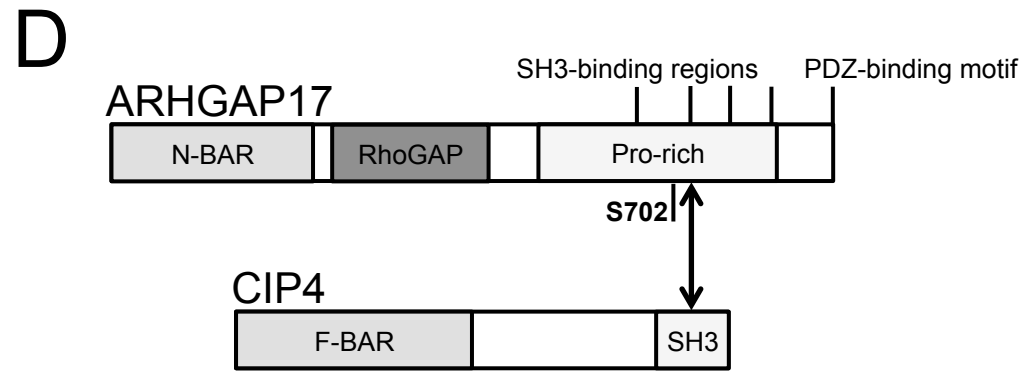 D
SH3-binding regions PDZ-binding motif
ARHGAP17
N-BAR RhoGAP Pro-rich
S702
CIP4
F-BAR SH3